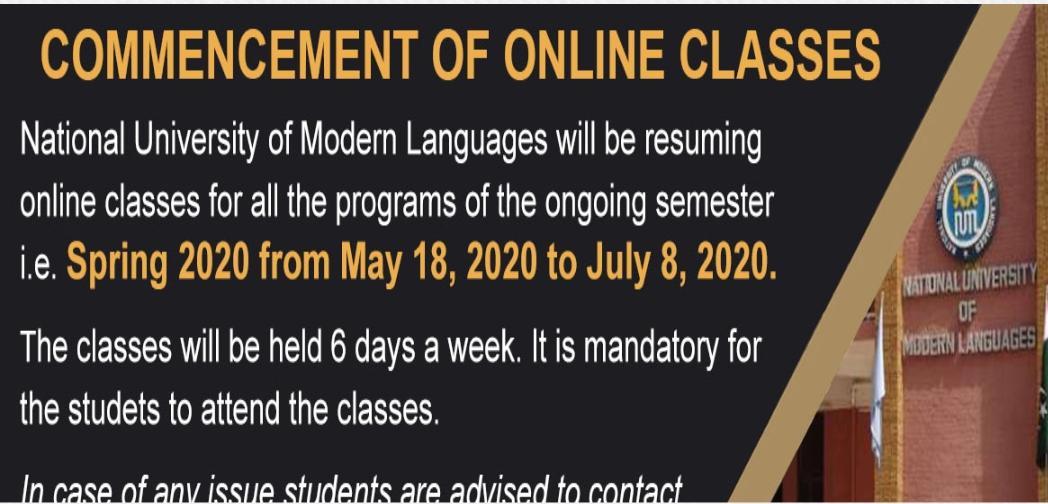 COMMENCEMENT OF ONLINE CLASSES
National University of Modern Languages will be resuming
online classes for all the programs of the ongoing semester
i.e. Spring 2020 from May 18, 2020 to July 8, 2020.
The classes will be held 6 days a week. It is mandatory for
the studets to attend the classes.
In case of any issue students are advised to contact
NATIONAL UNIVERSITY
OF
MODERN LANGUAGES